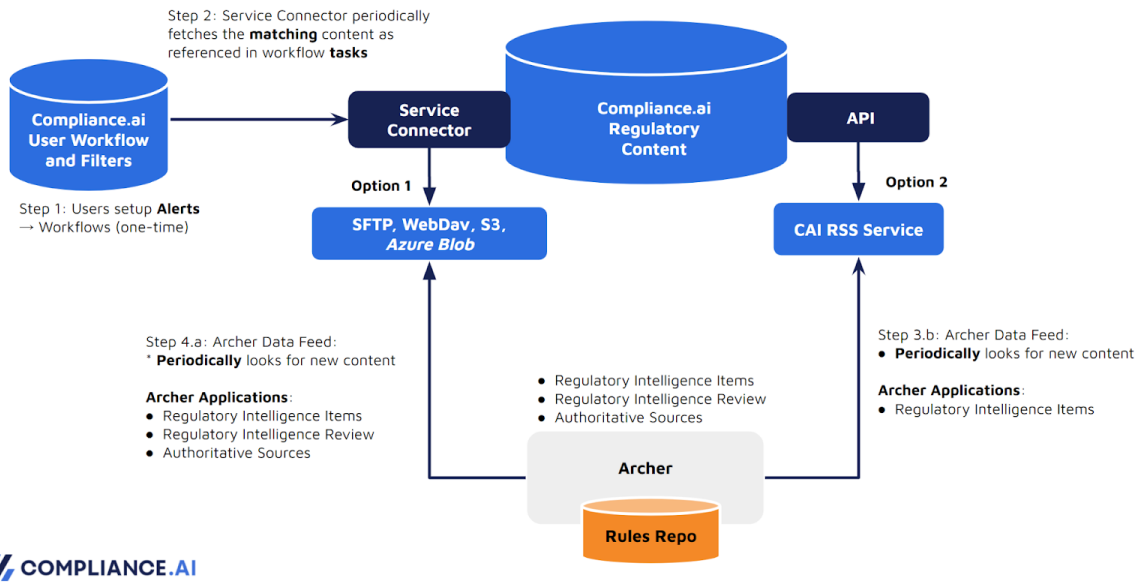 Step 2: Service Connector periodically
fetches the matching content as
referenced in workflow tasks
Compliance.ai
User Workflow
and Filters
Service
Connector
Compliance.ai
Regulatory
Content
API
Option 1
Option 2
Step 1: Users setup Alerts
→ Workflows (one-time)
SFTP, WebDav, S3,
Azure Blob
CAI RSS Service
Step 4.a: Archer Data Feed:
* Periodically looks for new content
Archer Applications:
● Regulatory Intelligence Items
● Regulatory Intelligence Review
● Authoritative Sources
● Regulatory Intelligence Items
● Regulatory Intelligence Review
● Authoritative Sources
Step 3.b: Archer Data Feed:
● Periodically looks for new content
Archer Applications:
● Regulatory Intelligence Items
Archer
Rules Repo
COMPLIANCE.AI